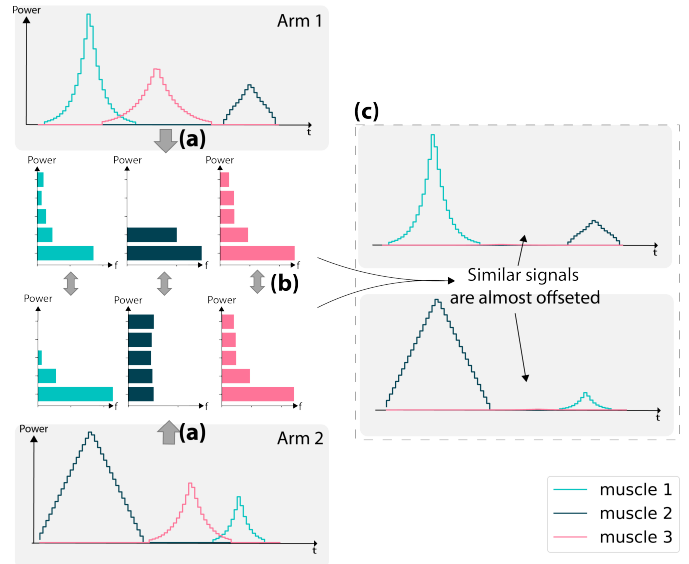 Power
Arm 1
t
(a)
(c)
Power
Power
Power
f
f
f
(b)
Power
Power
Power
f
f
f
(a)
Power
Arm 2
t
t
Similar signals
are almost offseted
t
muscle 1
muscle 2
muscle 3